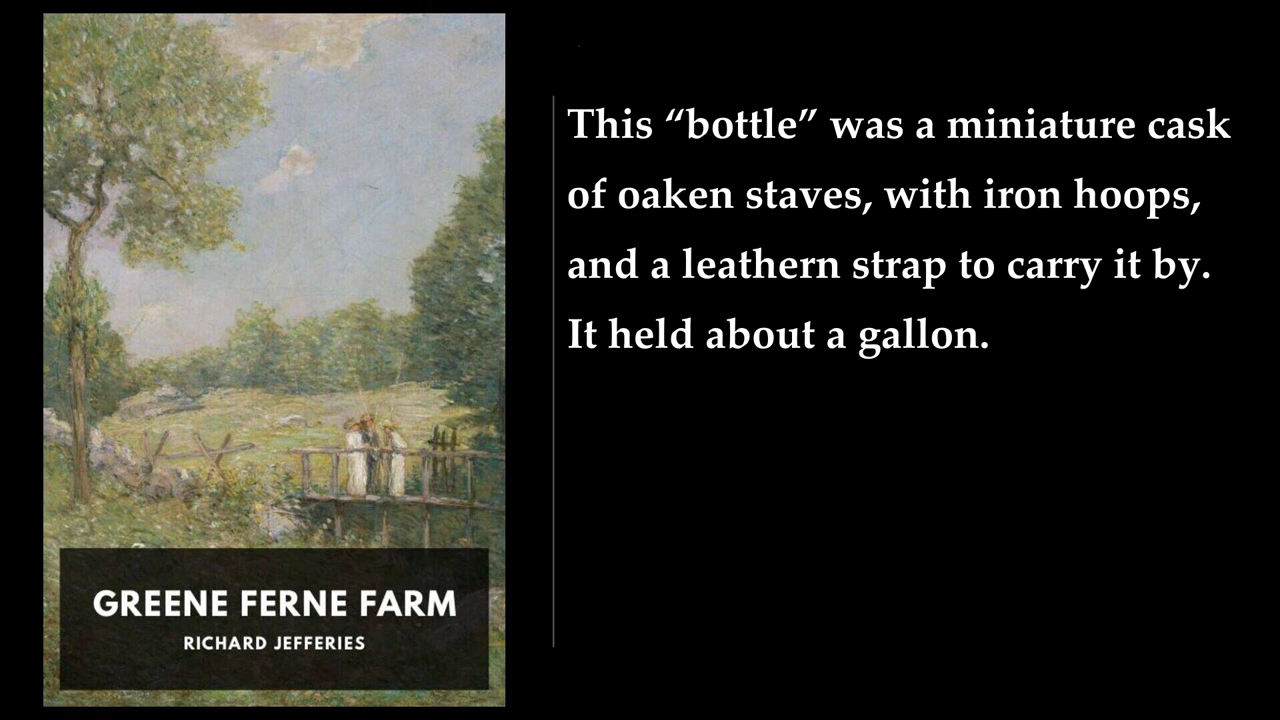 This “bottle” was a miniature cask
of oaken staves, with iron hoops,
and a leathern strap to carry it by.
It held about a gallon.
GREENE FERNE FARM
RICHARD JEFFERIES